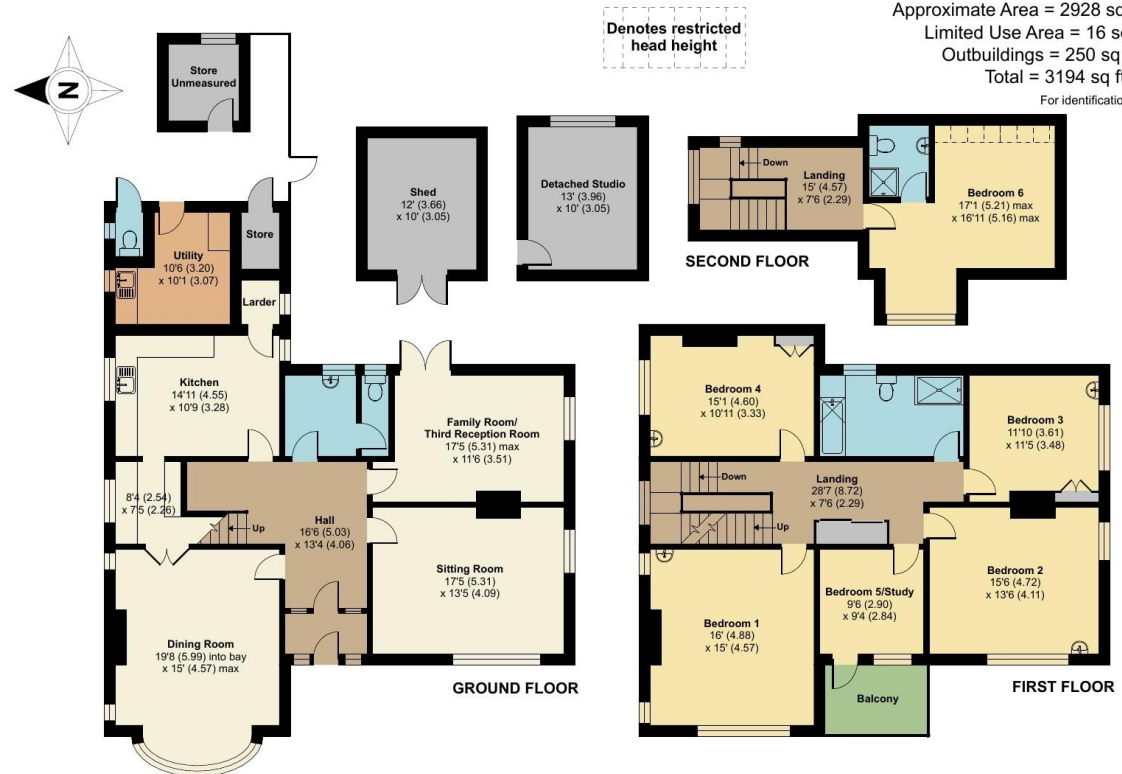 Denotes restricted
head height
Approximate Area = 2928 sq
Limited Use Area = 16 s
Outbuildings = 250 sq
Total = 3194 sq f
For identificatio
N
Store
Unmeasured
Shed
12' (3.66)
x 10' (3.05)
Detached Studio
13' (3.96)
x 10' (3.05)
Down
Landing
15' (4.57)
x 7'6 (2.29)
Bedroom 6
17'1 (5.21) max
x 16'11 (5.16) max
SECOND FLOOR
Utility
10'6 (3.20)
x 10'1 (3.07)
Store
Larder
Kitchen
14'11 (4.55)
x 10'9 (3.28)
Family Room/
Third Reception Room
17'5 (5.31) max
x 11'6 (3.51)
8'4 (2.54)
x 7'5 (2.26)
Up
Hall
16'6 (5.03)
x 13'4 (4.06)
Sitting Room
17'5 (5.31)
x 13'5 (4.09)
Dining Room
19'8 (5.99) into bay
x 15' (4.57) max
GROUND FLOOR
Bedroom 4
15'1 (4.60)
x 10'11 (3.33)
Bedroom 3
11'10 (3.61)
x 11'5 (3.48)
Down
Landing
28'7 (8.72)
x 7'6 (2.29)
Up
Bedroom 2
15'6 (4.72)
x 13'6 (4.11)
Bedroom 5/Study
9'6 (2.90)
x 9'4 (2.84)
Bedroom 1
16' (4.88)
x 15' (4.57)
Balcony
FIRST FLOOR